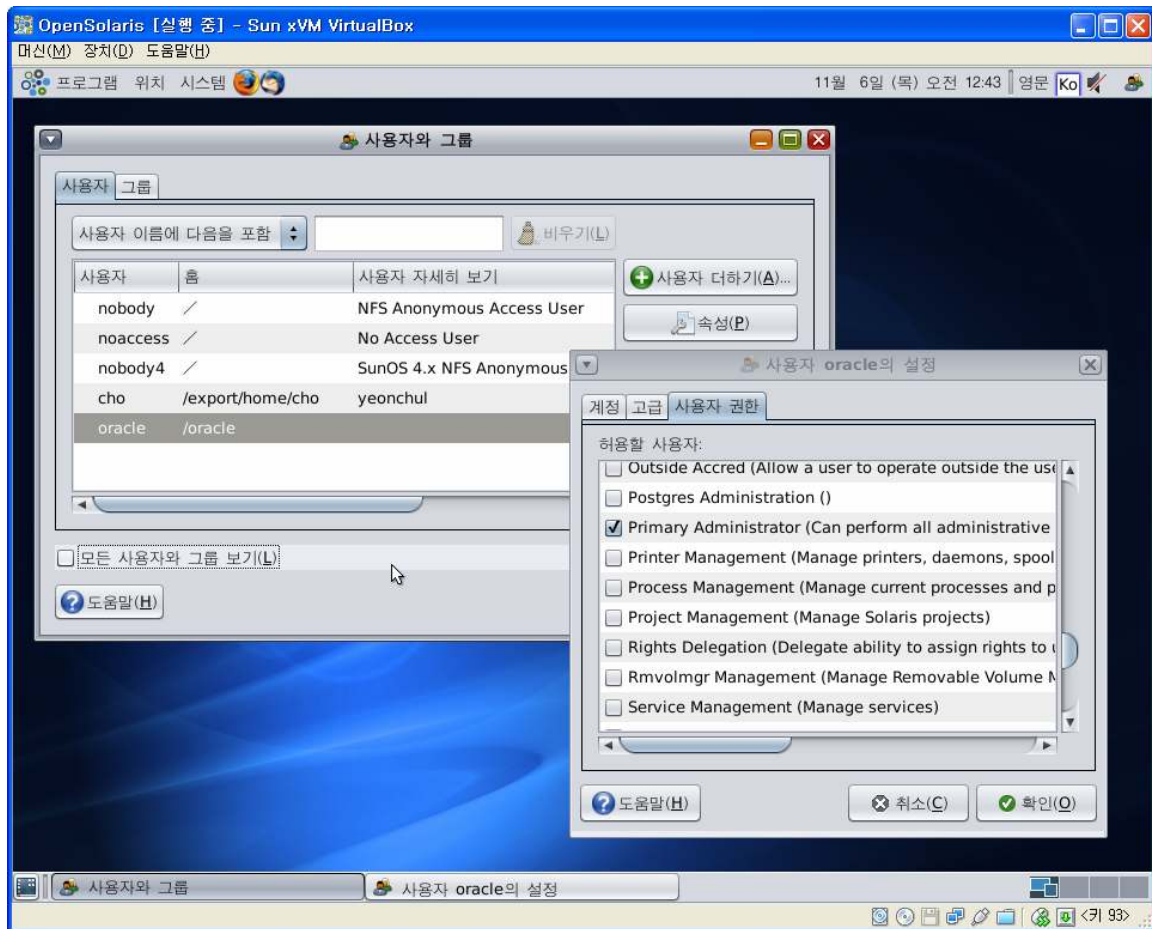 OpenSolaris [실행 중] - Sun xVM VirtualBox
머신(M) 장치(D) 도움말(H)
프로그램 위치 시스템 11월 6일 (목) 오전 12:43 영문 Ko
사용자와 그룹
사용자 그룹
사용자 이름에 다음을 포함 비우기(L)
사용자 홈 사용자 자세히 보기
nobody / NFS Anonymous Access User
noaccess / No Access User
nobody4 / SunOS 4.x NFS Anonymous
cho /export/home/cho yeonchul
oracle /oracle
사용자 더하기(A)...
속성(P)
모든 사용자와 그룹 보기(L)
도움말(H)
사용자 oracle의 설정
계정 고급 사용자 권한
허용할 사용자:
Outside Accred (Allow a user to operate outside the use
Postgres Administration ()
Primary Administrator (Can perform all administrative
Printer Management (Manage printers, daemons, spool
Process Management (Manage current processes and p
Project Management (Manage Solaris projects)
Rights Delegation (Delegate ability to assign rights to u
Rmvolmgr Management (Manage Removable Volume M
Service Management (Manage services)
도움말(H) 취소(C) 확인(O)
사용자와 그룹 사용자 oracle의 설정
<키 93>